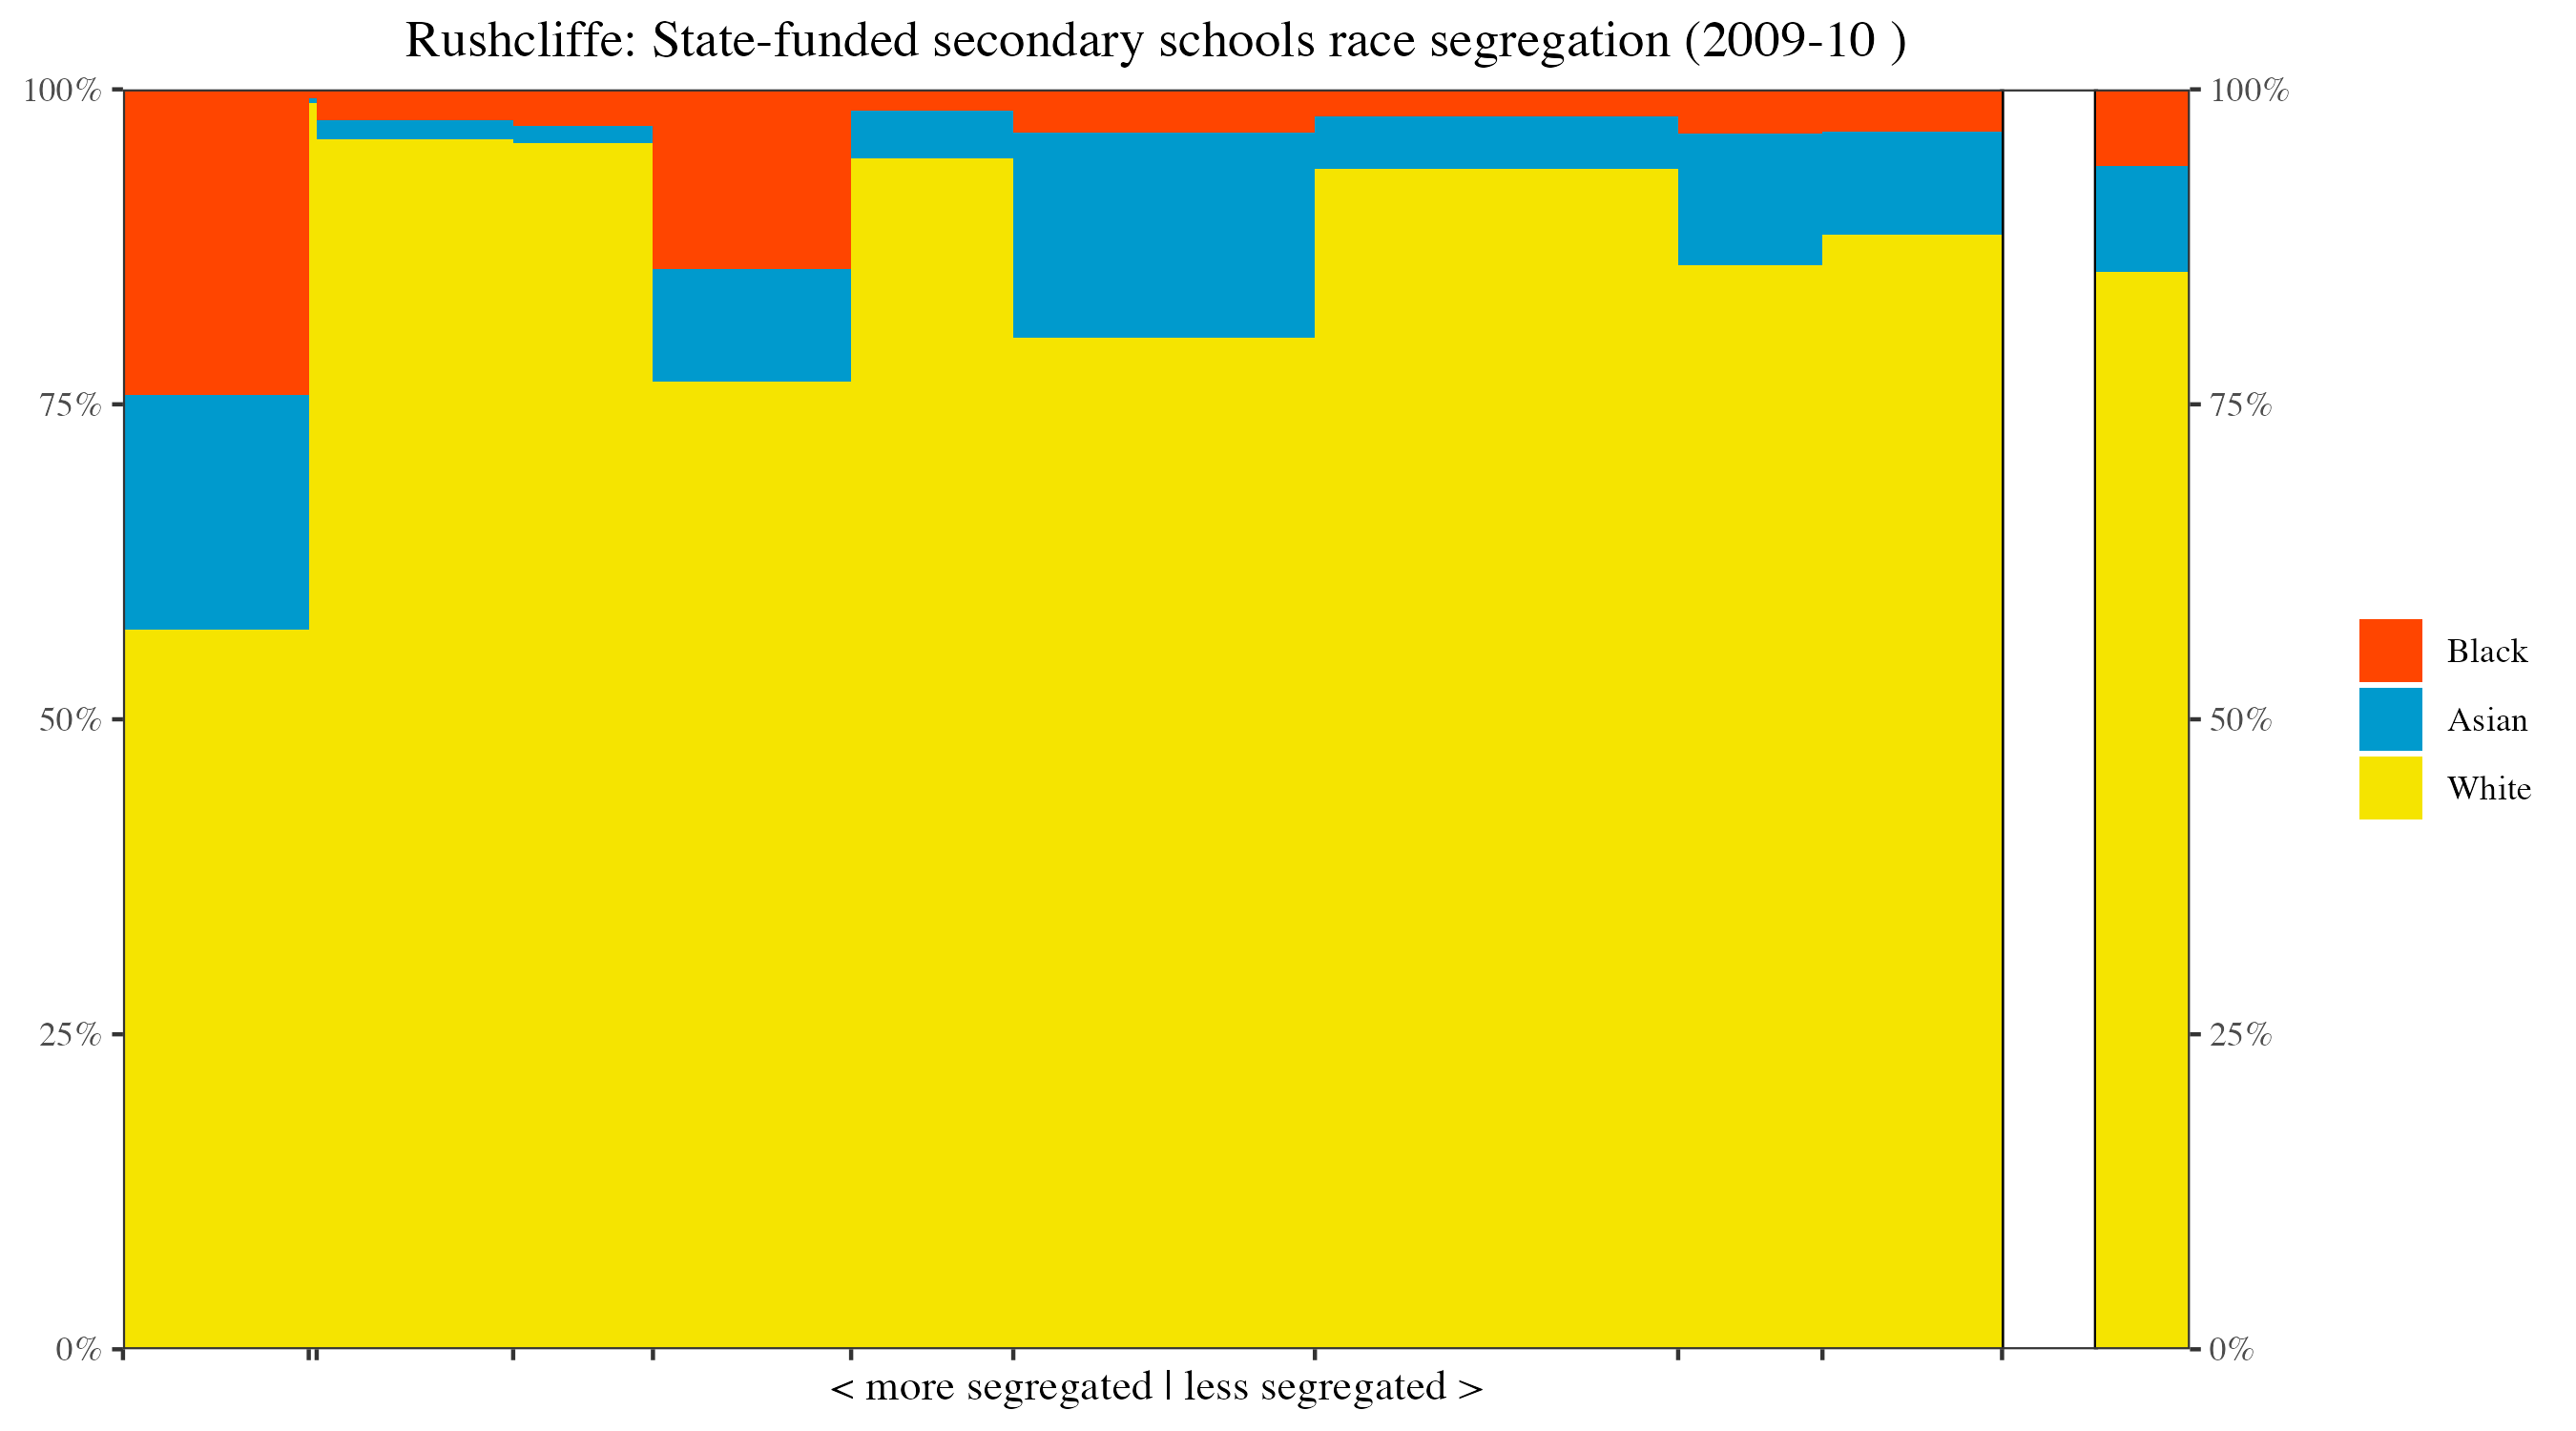 Rushcliffe: State-funded secondary schools race segregation (2009-10 )
100%
75%
50%
25%
0%
100%
75%
50%
25%
0%
Black
Asian
White
< more segregated | less segregated >